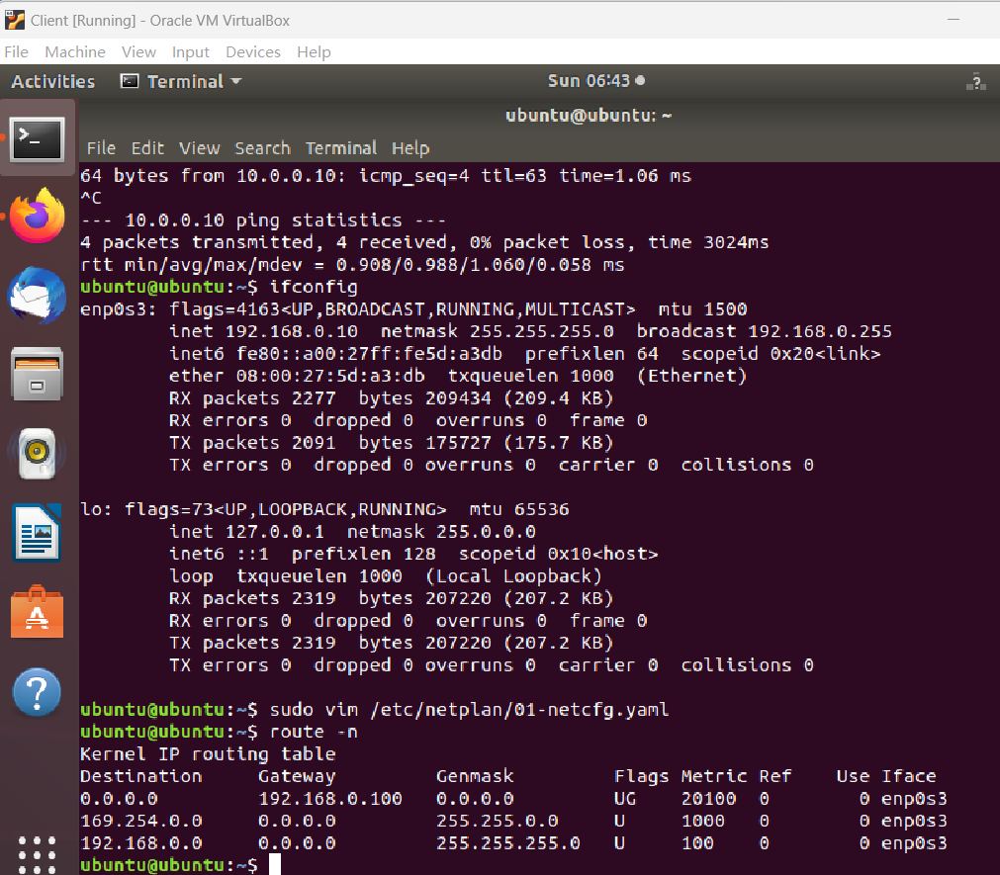 Client [Running] - Oracle VM VirtualBox
File Machine View Input Devices Help
Activities Terminal Sun 06:43 ?
ubuntu@ubuntu: ~
File Edit View Search Terminal Help
64 bytes from 10.0.0.10: icmp_seq=4 ttl=63 time=1.06 ms
^C
--- 10.0.0.10 ping statistics ---
4 packets transmitted, 4 received, 0% packet loss, time 3024ms
rtt min/avg/max/mdev = 0.908/0.988/1.060/0.058 ms
ubuntu@ubuntu:~$ ifconfig
enp0s3: flags=4163<UP,BROADCAST,RUNNING,MULTICAST>  mtu 1500
        inet 192.168.0.10  netmask 255.255.255.0  broadcast 192.168.0.255
        inet6 fe80::a00:27ff:fe5d:a3db  prefixlen 64  scopeid 0x20<link>
        ether 08:00:27:5d:a3:db  txqueuelen 1000  (Ethernet)
        RX packets 2277  bytes 209434 (209.4 KB)
        RX errors 0  dropped 0  overruns 0  frame 0
        TX packets 2091  bytes 175727 (175.7 KB)
        TX errors 0  dropped 0 overruns 0  carrier 0  collisions 0
lo: flags=73<UP,LOOPBACK,RUNNING>  mtu 65536
        inet 127.0.0.1  netmask 255.0.0.0
        inet6 ::1  prefixlen 128  scopeid 0x10<host>
        loop  txqueuelen 1000  (Local Loopback)
        RX packets 2319  bytes 207220 (207.2 KB)
        RX errors 0  dropped 0  overruns 0  frame 0
        TX packets 2319  bytes 207220 (207.2 KB)
        TX errors 0  dropped 0 overruns 0  carrier 0  collisions 0
ubuntu@ubuntu:~$ sudo vim /etc/netplan/01-netcfg.yaml
ubuntu@ubuntu:~$ route -n
Kernel IP routing table
Destination     Gateway         Genmask         Flags Metric Ref    Use Iface
0.0.0.0         192.168.0.100   0.0.0.0         UG    20100  0        0 enp0s3
169.254.0.0     0.0.0.0         255.255.0.0     U     1000   0        0 enp0s3
192.168.0.0     0.0.0.0         255.255.255.0   U     100    0        0 enp0s3
ubuntu@ubuntu:~$